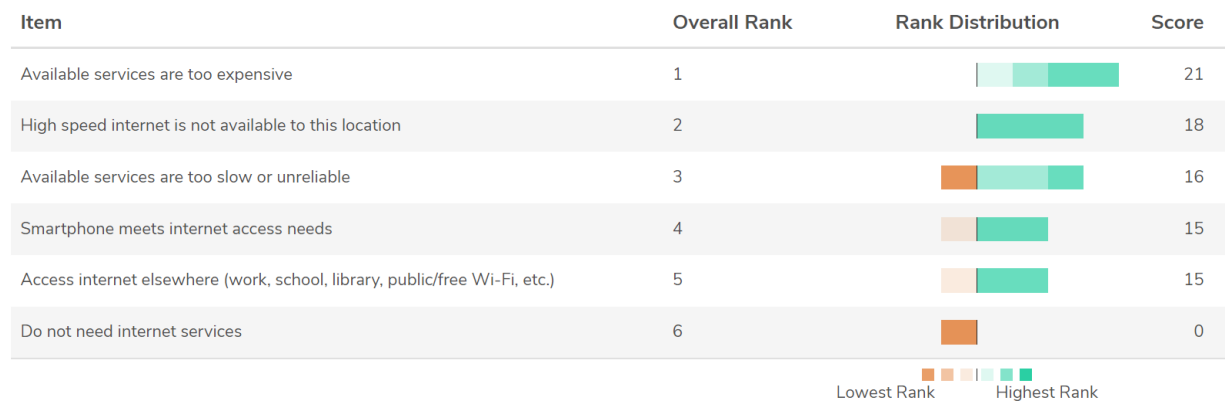 Item Overall Rank Rank Distribution Score
Available services are too expensive 1 21
High speed internet is not available to this location 2 18
Available services are too slow or unreliable 3 16
Smartphone meets internet access needs 4 15
Access internet elsewhere (work, school, library, public/free Wi-Fi, etc.) 5 15
Do not need internet services 6 0
Lowest Rank Highest Rank